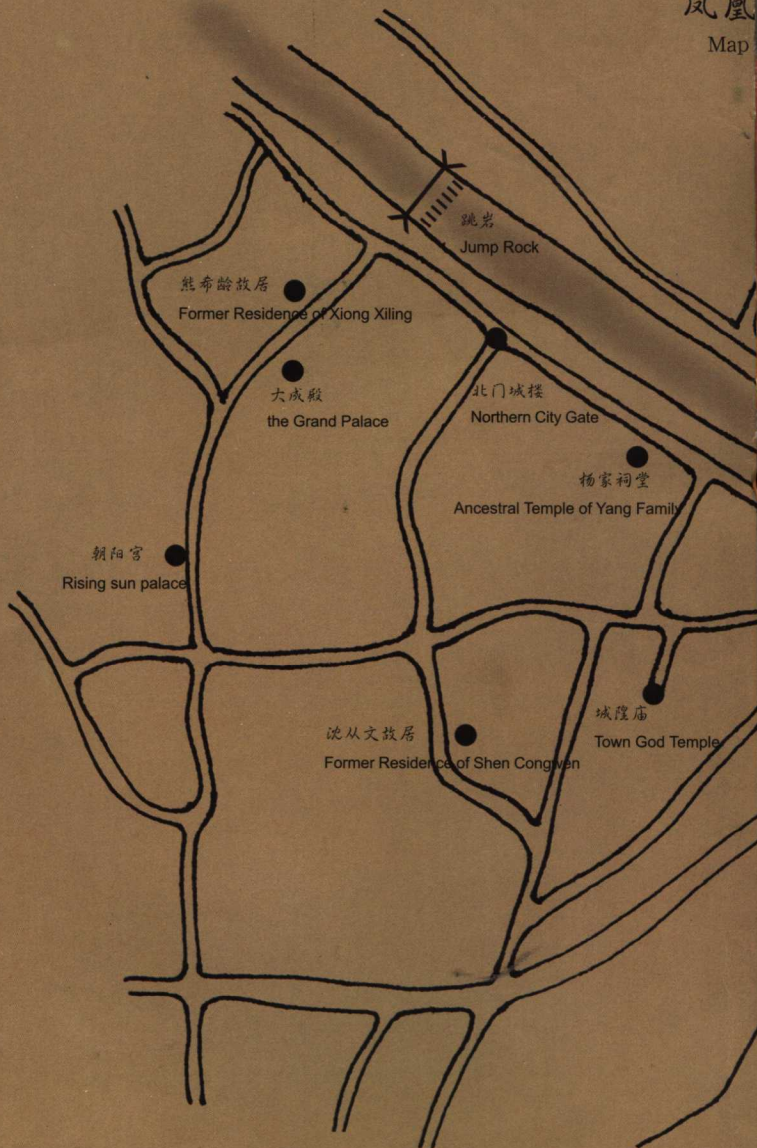 凤凰
Map
跳岩
Jump Rock
熊希龄故居
Former Residence of Xiong Xiling
大成殿
the Grand Palace
北门城楼
Northern City Gate
杨家祠堂
Ancestral Temple of Yang Family
朝阳宫
Rising sun palace
沈从文故居
Former Residence of Shen Congwen
城隍庙
Town God Temple